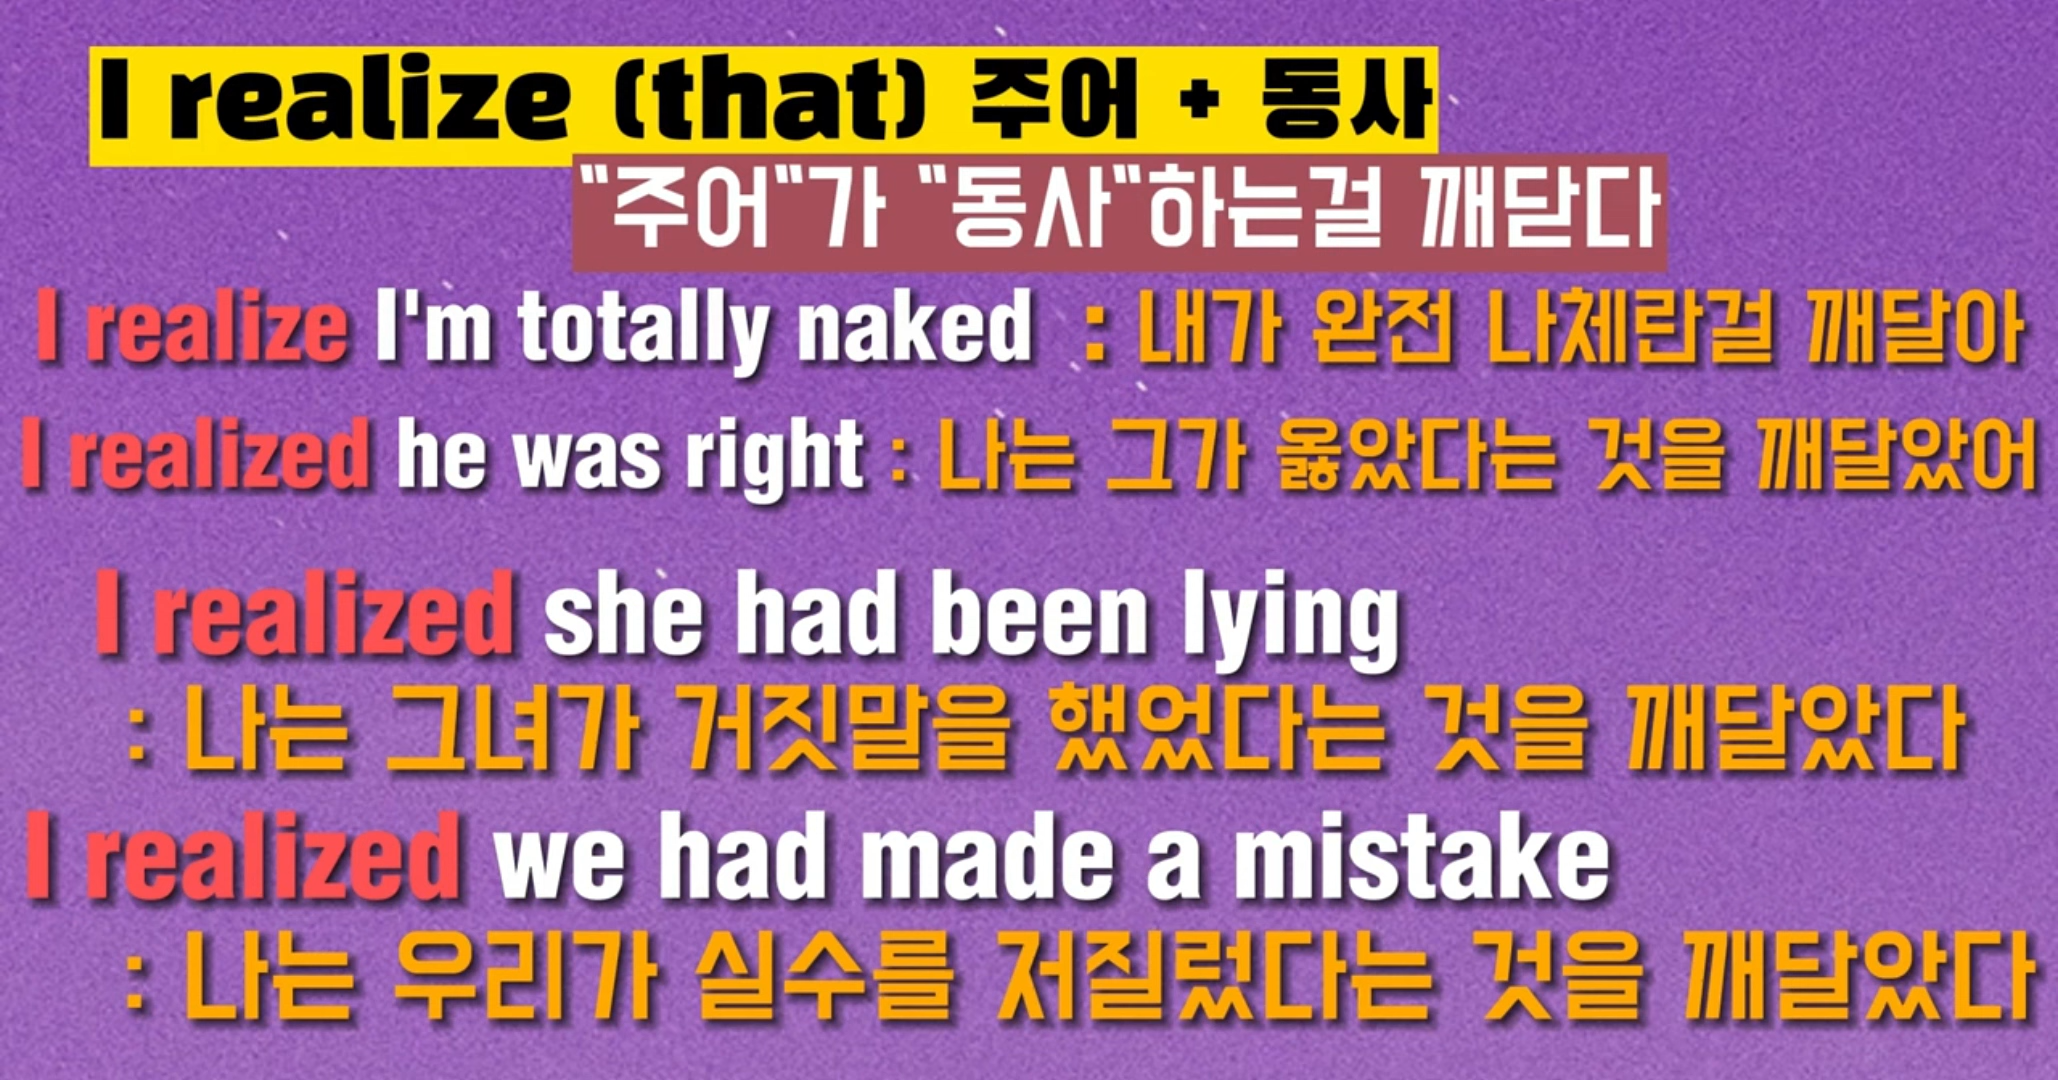 I realize (that) 주어 + 동사
"주어"가 "동사"하는걸 깨닫다
I realize I'm totally naked : 내가 완전 나체란걸 깨달아
I realized he was right : 나는 그가 옳았다는 것을 깨달았어
I realized she had been lying
: 나는 그녀가 거짓말을 했었다는 것을 깨달았다
I realized we had made a mistake
: 나는 우리가 실수를 저질렀다는 것을 깨달았다